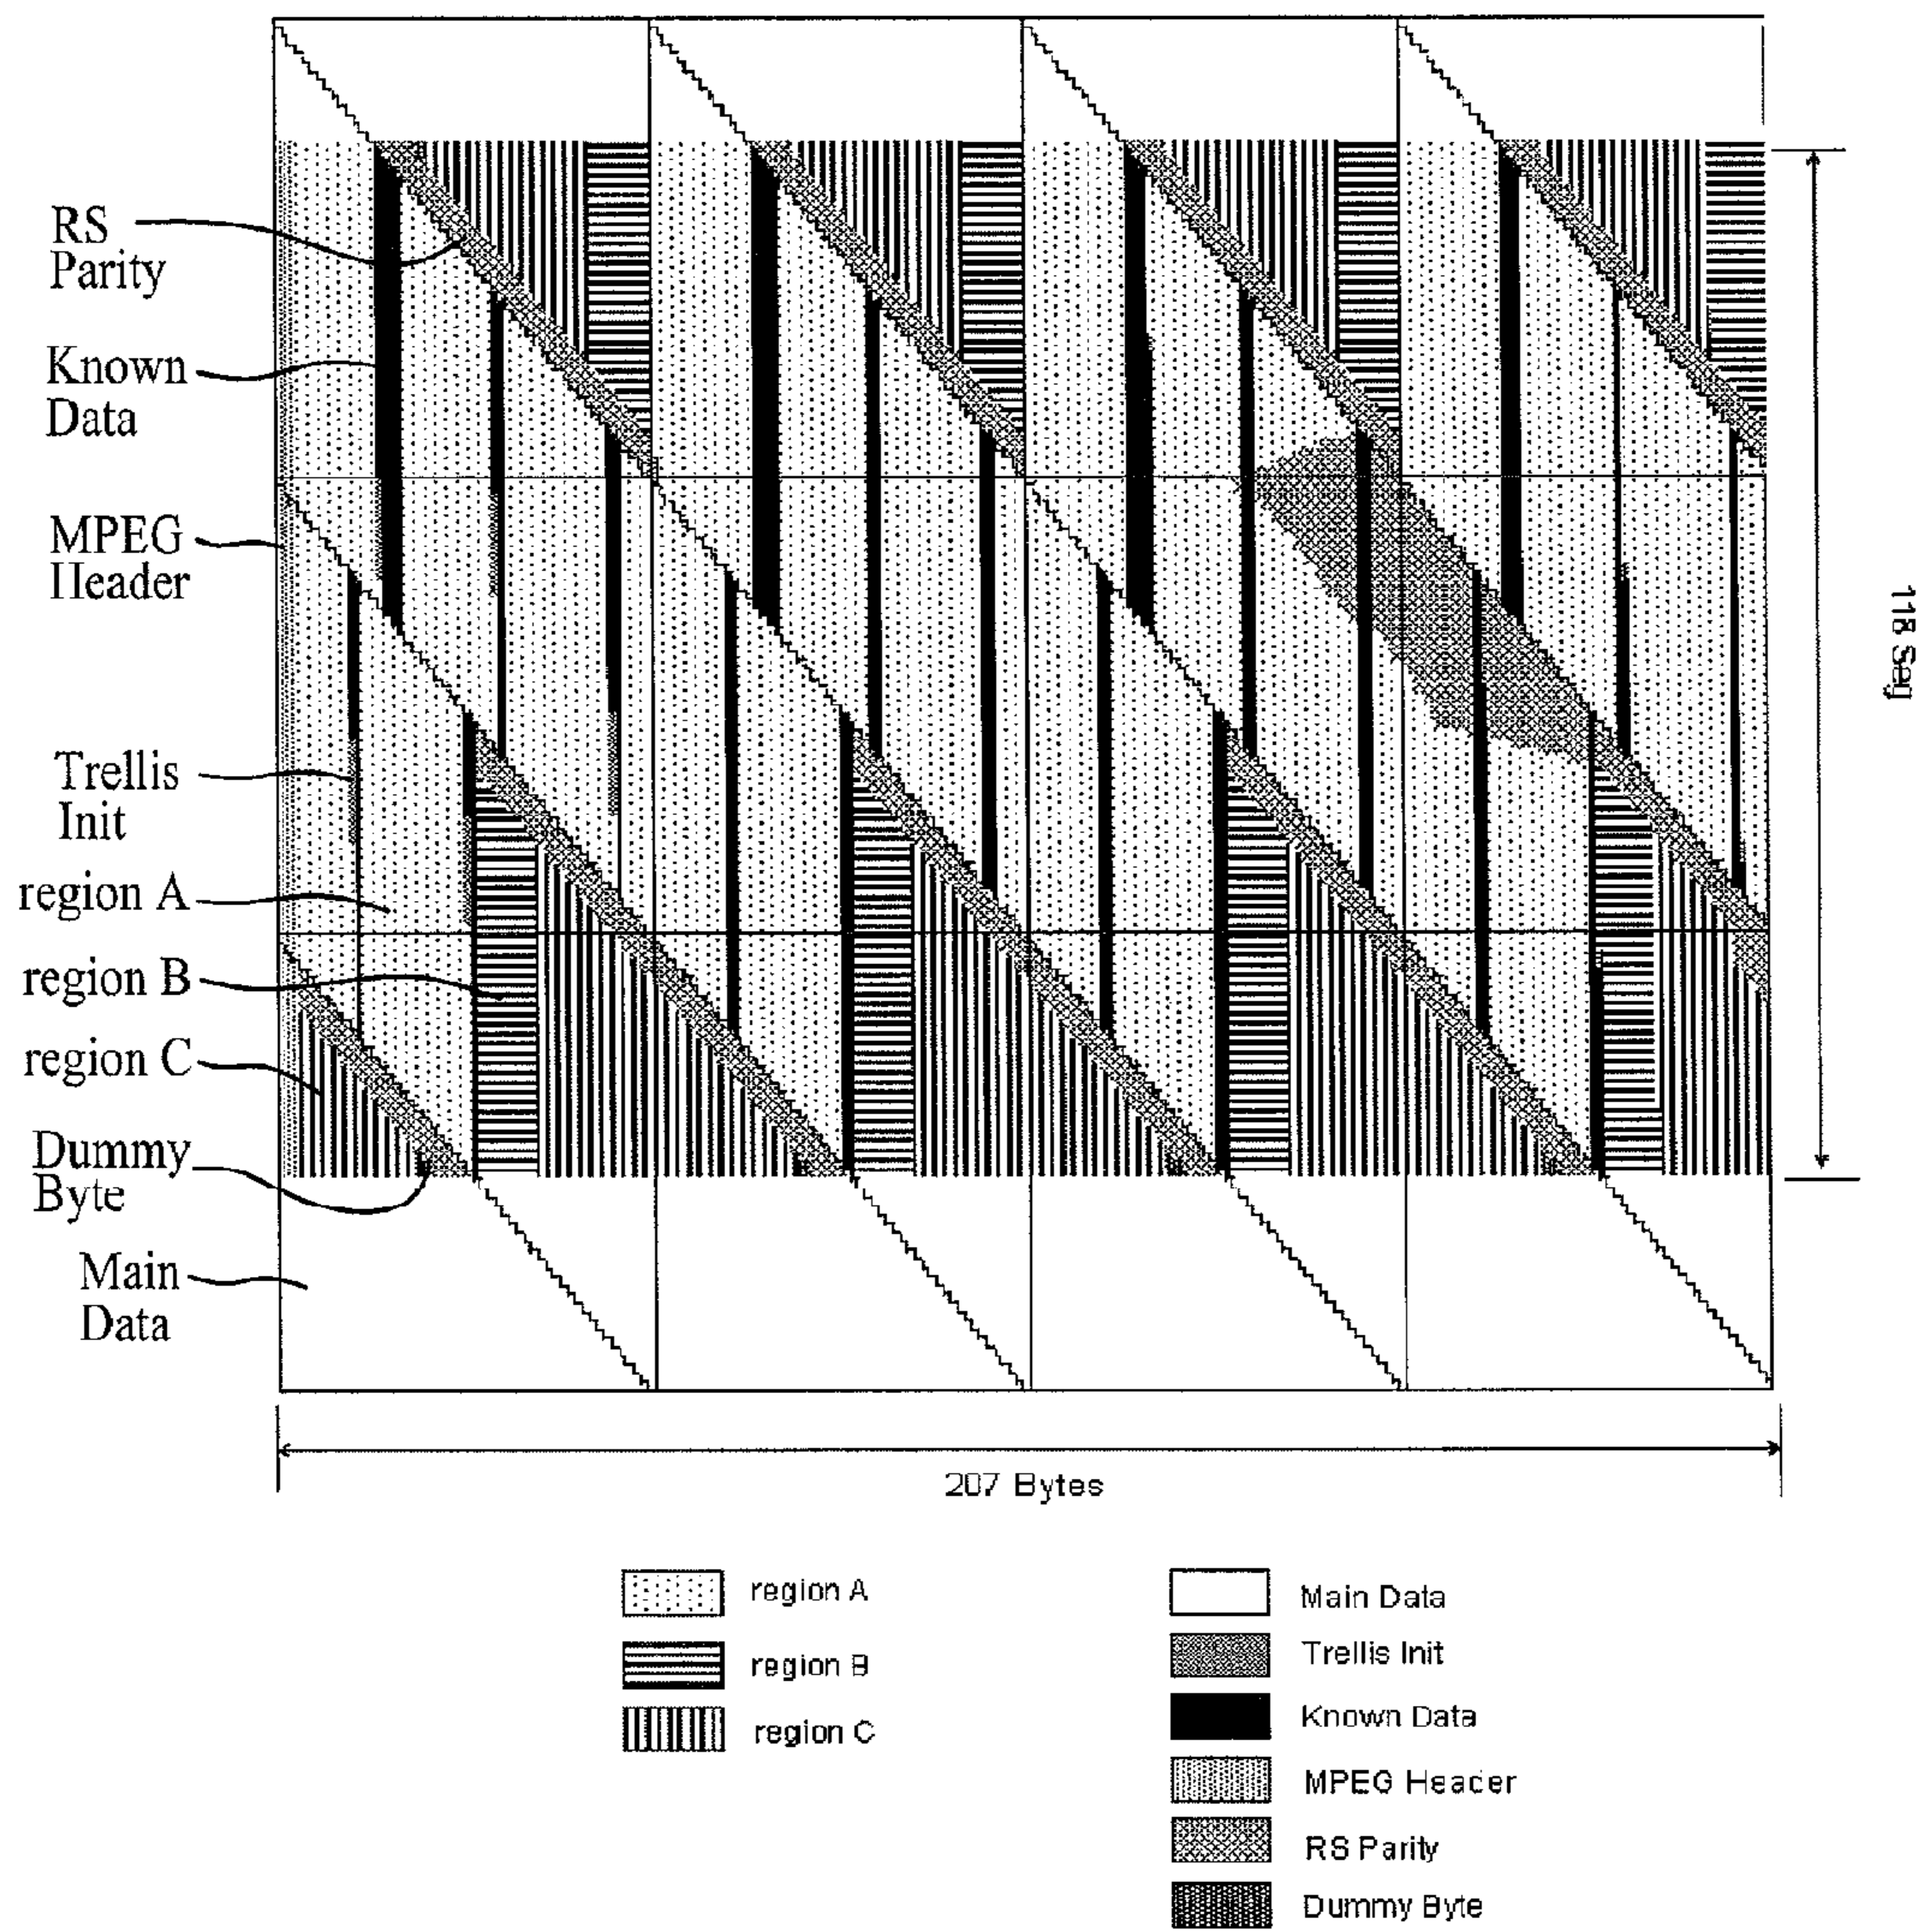 RS
Parity
Known
Data
MPEG
Header
Trellis
Init
region A
region B
region C
Dummy
Byte
Main
Data
118 Seg
207 Bytes
region A
region B
region C
Main Data
Trellis Init
Known Data
MPEG Header
RS Parity
Dummy Byte